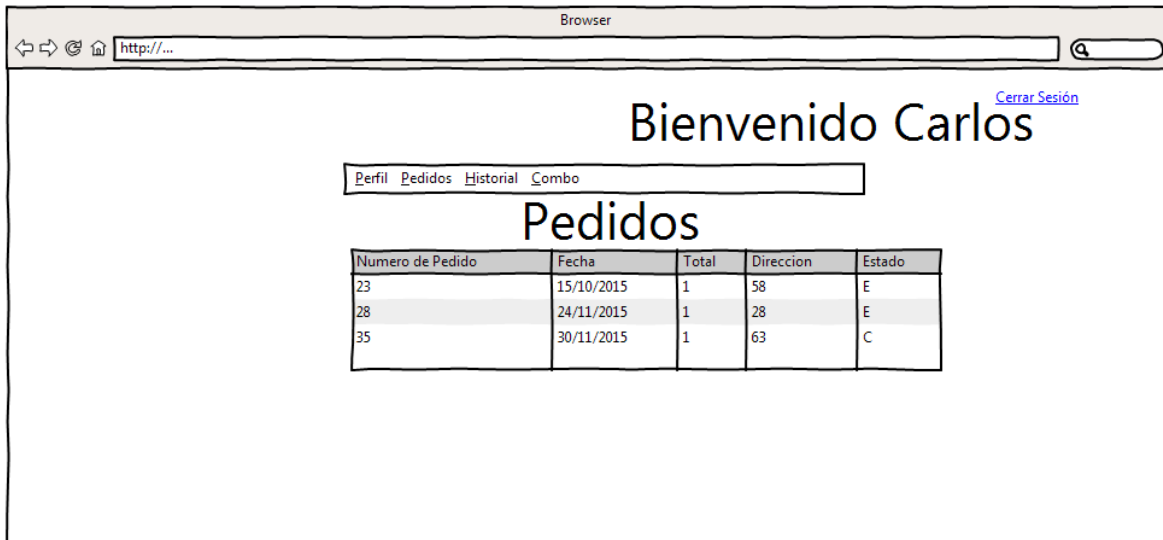 Browser
http://...
Cerrar Sesión
Bienvenido Carlos
Perfil Pedidos Historial Combo
Pedidos
Numero de Pedido Fecha Total Direccion Estado
23 15/10/2015 1 58 E
28 24/11/2015 1 28 E
35 30/11/2015 1 63 C